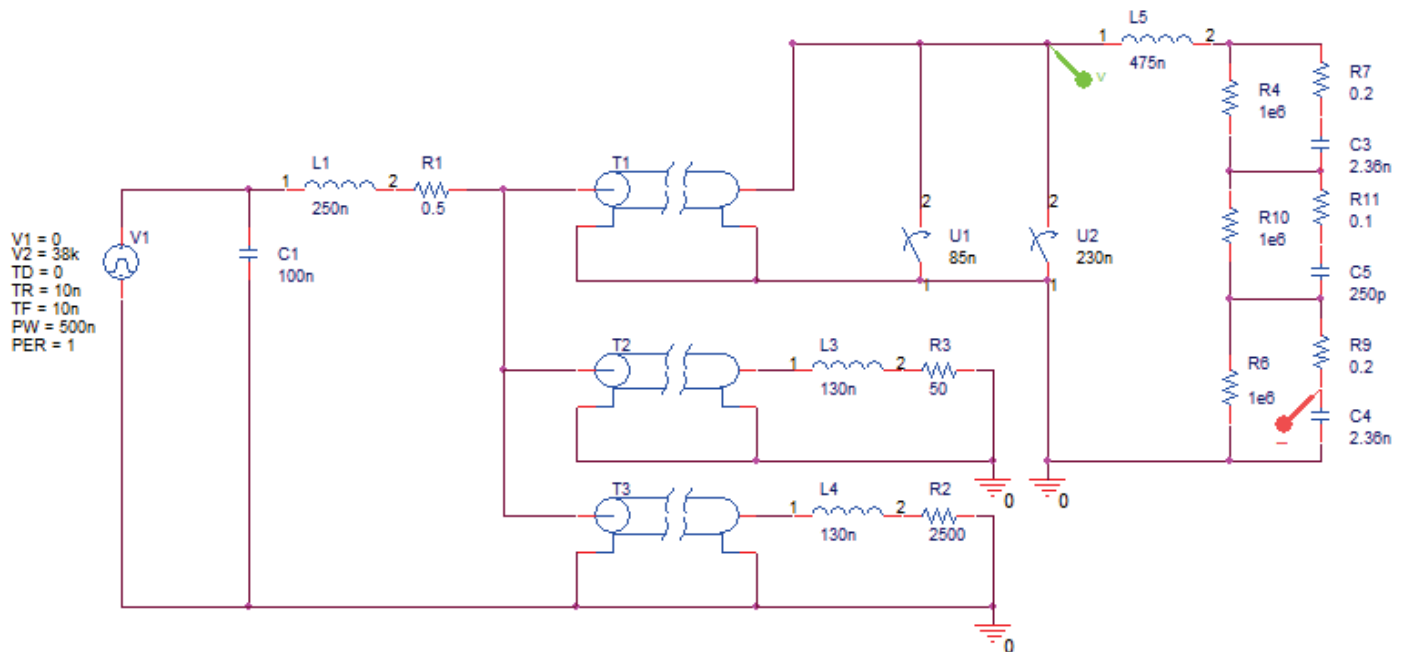 L5
1
2
475n
R7
0.2
R4
1e6
C3
2.36n
R11
0.1
R10
1e6
C5
250p
R9
0.2
R6
1e6
C4
2.36n
V
L1
1
2
250n
R1
0.5
T1
2
2
U1
85n
U2
230n
1
1
V1
V1 = 0
V2 = 38k
TD = 0
TR = 10n
TF = 10n
PW = 500n
PER = 1
C1
100n
T2
L3
1
2
130n
R3
50
0
0
T3
L4
1
2
130n
R2
2500
0